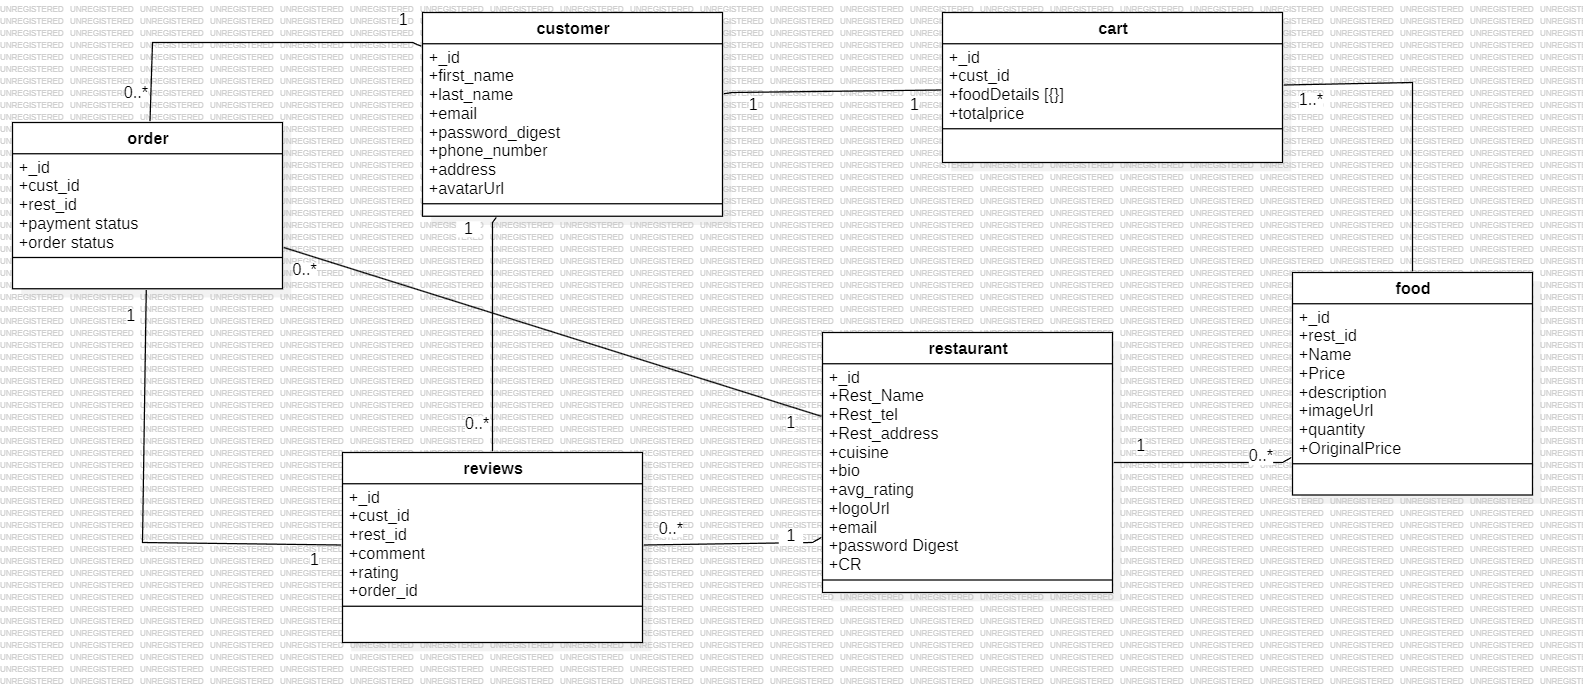 customer
+_id
+first_name
+last_name
+email
+password_digest
+phone_number
+address
+avatarUrl
cart
+_id
+cust_id
+foodDetails [{}]
+totalprice
order
+_id
+cust_id
+rest_id
+payment status
+order status
food
+_id
+rest_id
+Name
+Price
+description
+imageUrl
+quantity
+OriginalPrice
restaurant
+_id
+Rest_Name
+Rest_tel
+Rest_address
+cuisine
+bio
+avg_rating
+logoUrl
+email
+password Digest
+CR
reviews
+_id
+cust_id
+rest_id
+comment
+rating
+order_id
1
0..*
1
1
1..*
1
0..*
0..*
1
1
1
0..*
1
0..*
0..*
1
UNREGISTERED